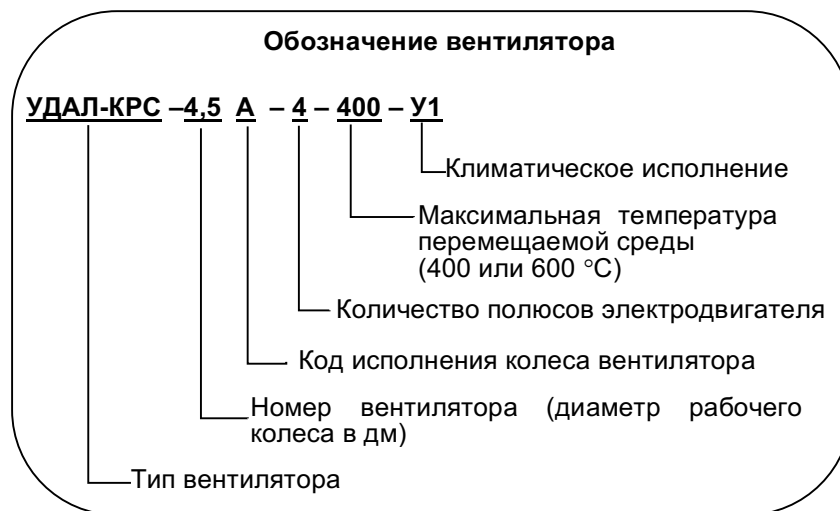 Обозначение вентилятора
УДАЛ-КРС –4,5 А – 4 – 400 – У1
Климатическое исполнение
Максимальная температура
перемещаемой среды
(400 или 600 °С)
Количество полюсов электродвигателя
Код исполнения колеса вентилятора
Номер вентилятора (диаметр рабочего
колеса в дм)
Тип вентилятора